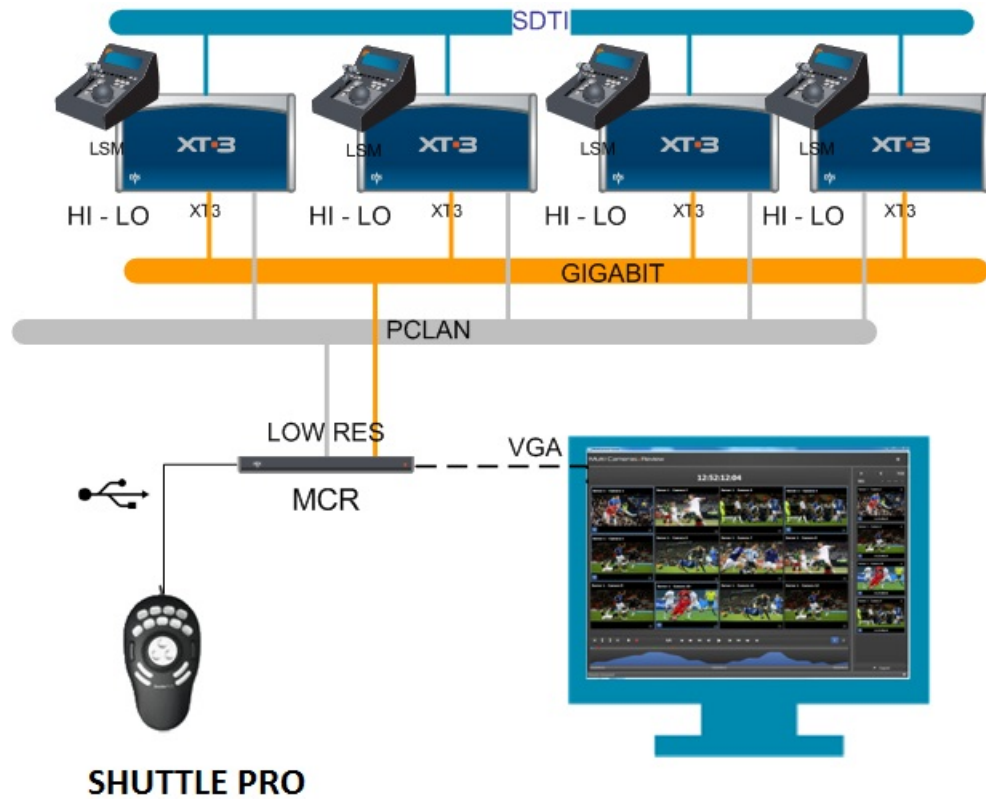 SDTI
XT3
XT3
XT3
XT3
LSM
LSM
LSM
LSM
HI - LO
XT3
HI - LO
XT3
HI - LO
XT3
HI - LO
XT3
GIGABIT
PCLAN
LOW RES
VGA
MCR
Multi Cameras Review
12:52:12:04
SHUTTLE PRO